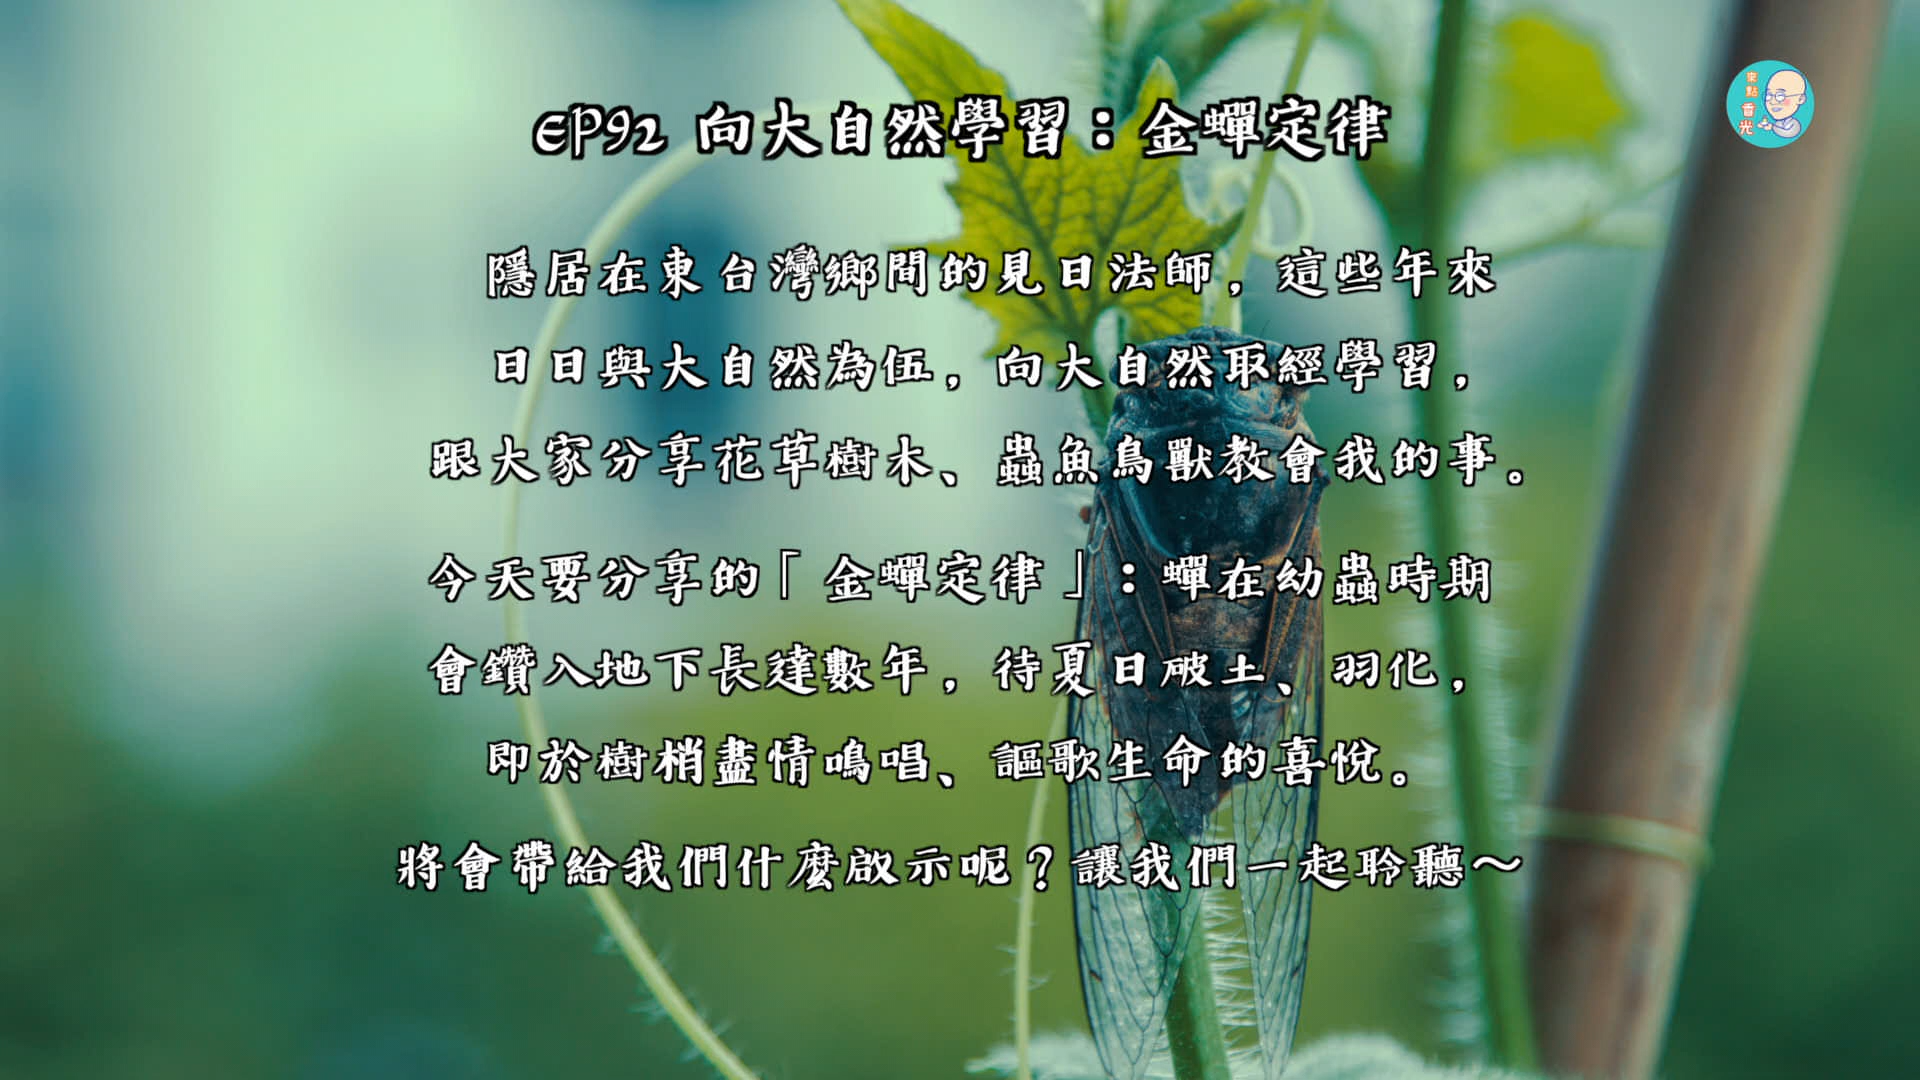 來點香光
EP92 向大自然學習：金蟬定律
隱居在東台灣鄉間的見日法師，這些年來
日日與大自然為伍，向大自然取經學習，
跟大家分享花草樹木、蟲魚鳥獸教會我的事。
今天要分享的「金蟬定律」：蟬在幼蟲時期
會鑽入地下長達數年，待夏日破土、羽化，
即於樹梢盡情鳴唱、謳歌生命的喜悅。
將會帶給我們什麼啟示呢？讓我們一起聆聽～